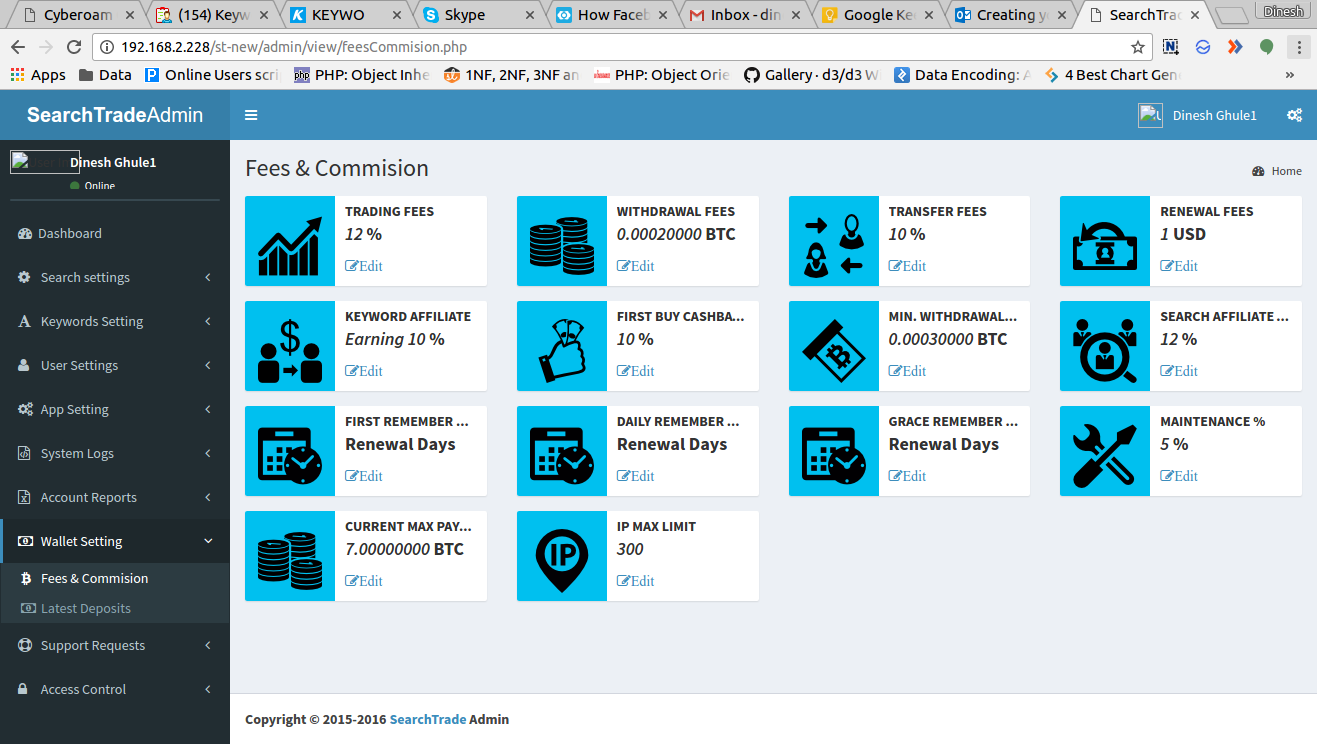 Cyberoam
(154) Keyw
KEYWO
Skype
How Faceb
Inbox - din
Google Ke
Creating y
SearchTrad
Dinesh
192.168.2.228/st-new/admin/view/feesCommision.php
Apps
Data
Online Users scri
PHP: Object Inhe
1NF, 2NF, 3NF an
PHP: Object Orie
Gallery · d3/d3 W
Data Encoding: A
4 Best Chart Gen
»
SearchTradeAdmin
Dinesh Ghule1
Dinesh Ghule1
Online
Dashboard
Search settings
Keywords Setting
User Settings
App Setting
System Logs
Account Reports
Wallet Setting
Fees & Commision
Latest Deposits
Support Requests
Access Control
Fees & Commision
Home
TRADING FEES
12 %
Edit
WITHDRAWAL FEES
0.00020000 BTC
Edit
TRANSFER FEES
10 %
Edit
RENEWAL FEES
1 USD
Edit
KEYWORD AFFILIATE
Earning 10 %
Edit
FIRST BUY CASHBA...
10 %
Edit
MIN. WITHDRAWAL...
0.00030000 BTC
Edit
SEARCH AFFILIATE ...
12 %
Edit
FIRST REMEMBER ...
Renewal Days
Edit
DAILY REMEMBER ...
Renewal Days
Edit
GRACE REMEMBER ...
Renewal Days
Edit
MAINTENANCE %
5 %
Edit
CURRENT MAX PAY...
7.00000000 BTC
Edit
IP
IP MAX LIMIT
300
Edit
Copyright © 2015-2016 SearchTrade Admin